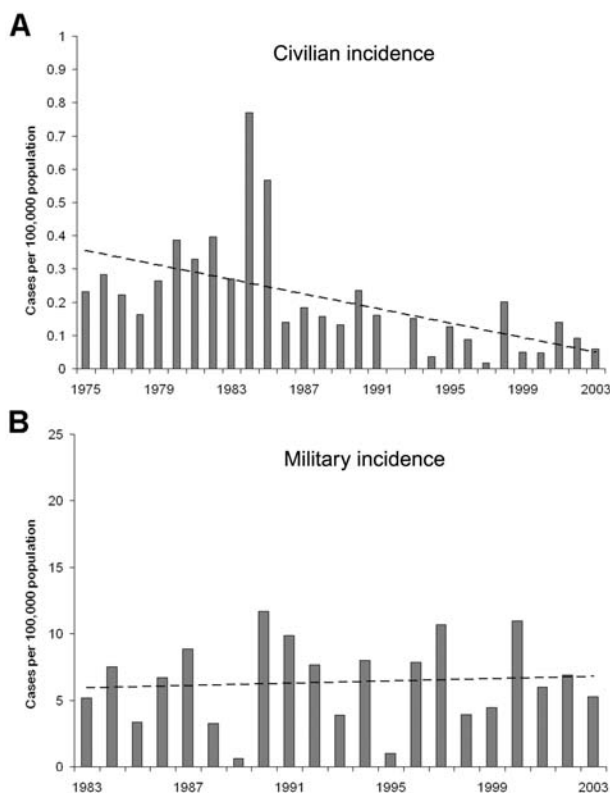 A
Civilian incidence
Cases per 100,000 population
1
0.9
0.8
0.7
0.6
0.5
0.4
0.3
0.2
0.1
0
1975 1979 1983 1987 1991 1995 1999 2003
B
Military incidence
Cases per 100,000 population
25
20
15
10
5
0
1983 1987 1991 1995 1999 2003